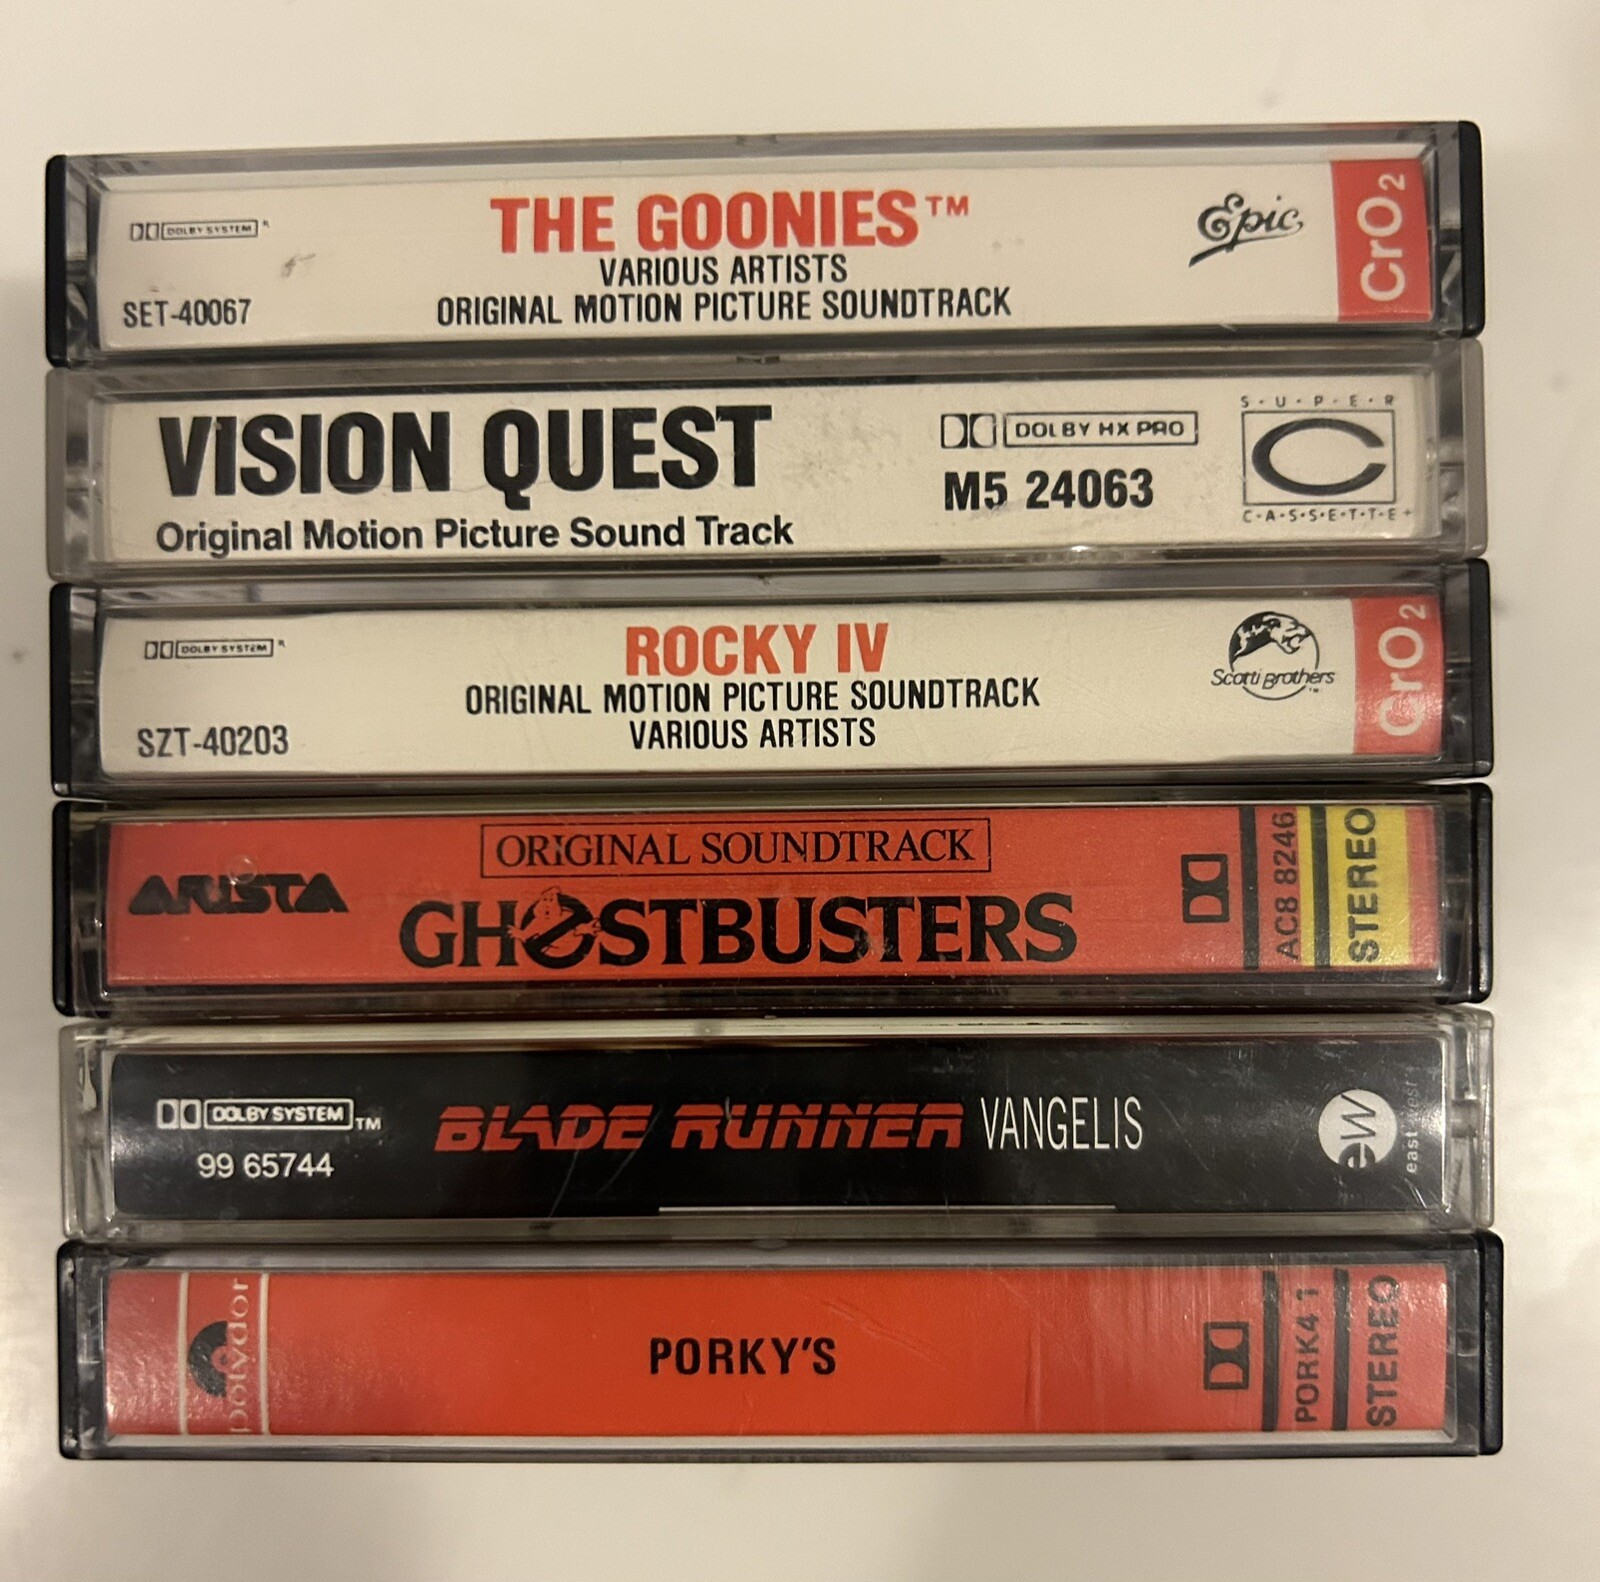 DOLBY SYSTEM R
SET-40067
THE GOONIES™
VARIOUS ARTISTS
ORIGINAL MOTION PICTURE SOUNDTRACK
Epic
CrO2
VISION QUEST
Original Motion Picture Sound Track
DOLBY HX PRO
M5 24063
S·U·P·E·R
C
C·A·S·S·E·T·T·E+
DOLBY SYSTEM R
SZT-40203
ROCKY IV
ORIGINAL MOTION PICTURE SOUNDTRACK
VARIOUS ARTISTS
Scotti Brothers
CrO2
ARISTA
ORIGINAL SOUNDTRACK
GHOSTBUSTERS
AC8 8246
STEREO
DOLBY SYSTEM TM
99 65744
BLADE RUNNER VANGELIS
ew
east west
polydor
PORKY'S
PORK4 1
STEREO